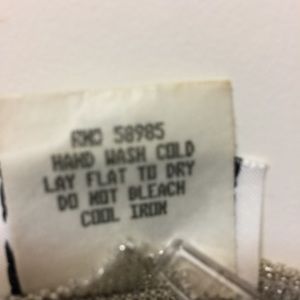 RN© 58985
HAND WASH COLD
LAY FLAT TO DRY
DO NOT BLEACH
COOL IRON